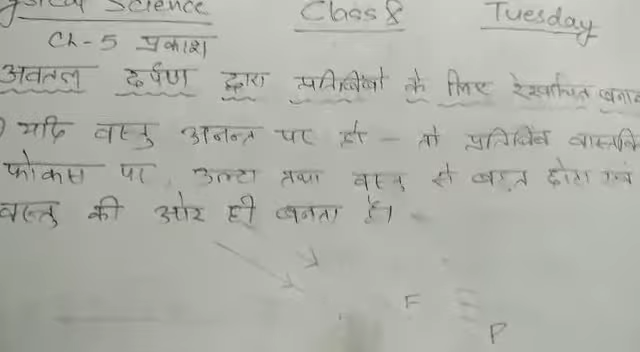 Science Class 8 Tuesday
Ch-5 प्रकाश
अवतल दर्पण द्वारा प्रतिबिंबों के लिए रेखाचित्र बनाव
यदि वस्तु अनन्त पर हो - तो प्रतिबिंब वास्तवि
फोकस पर, उल्टा तथा वस्तु से बहुत छोटा एवं
वस्तु की ओर ही बनता है।
F
P